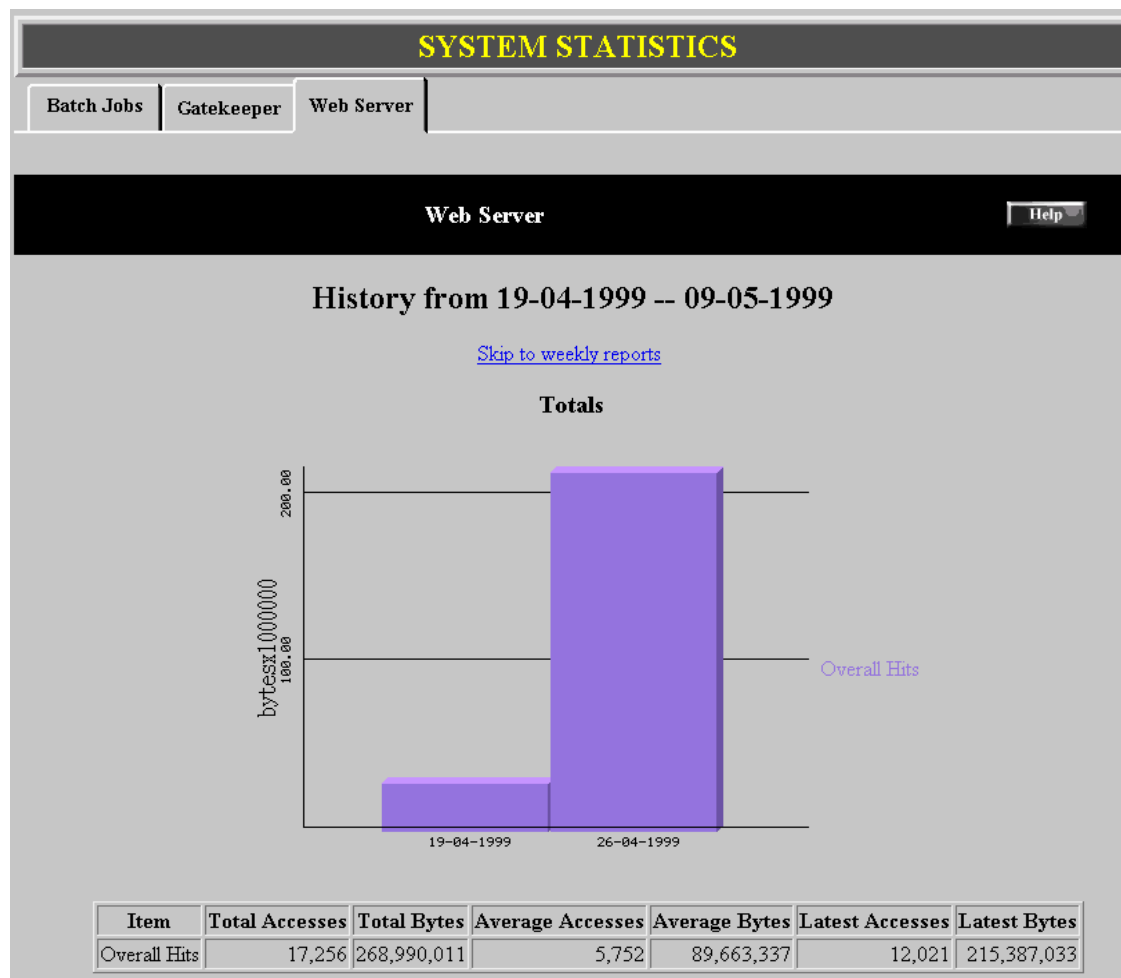 SYSTEM STATISTICS
Batch Jobs Gatekeeper Web Server
Web Server Help
History from 19-04-1999 -- 09-05-1999
Skip to weekly reports
Totals
200.00
bytesx1000000
100.00
Overall Hits
19-04-1999 26-04-1999
Item Total Accesses Total Bytes Average Accesses Average Bytes Latest Accesses Latest Bytes
Overall Hits 17,256 268,990,011 5,752 89,663,337 12,021 215,387,033